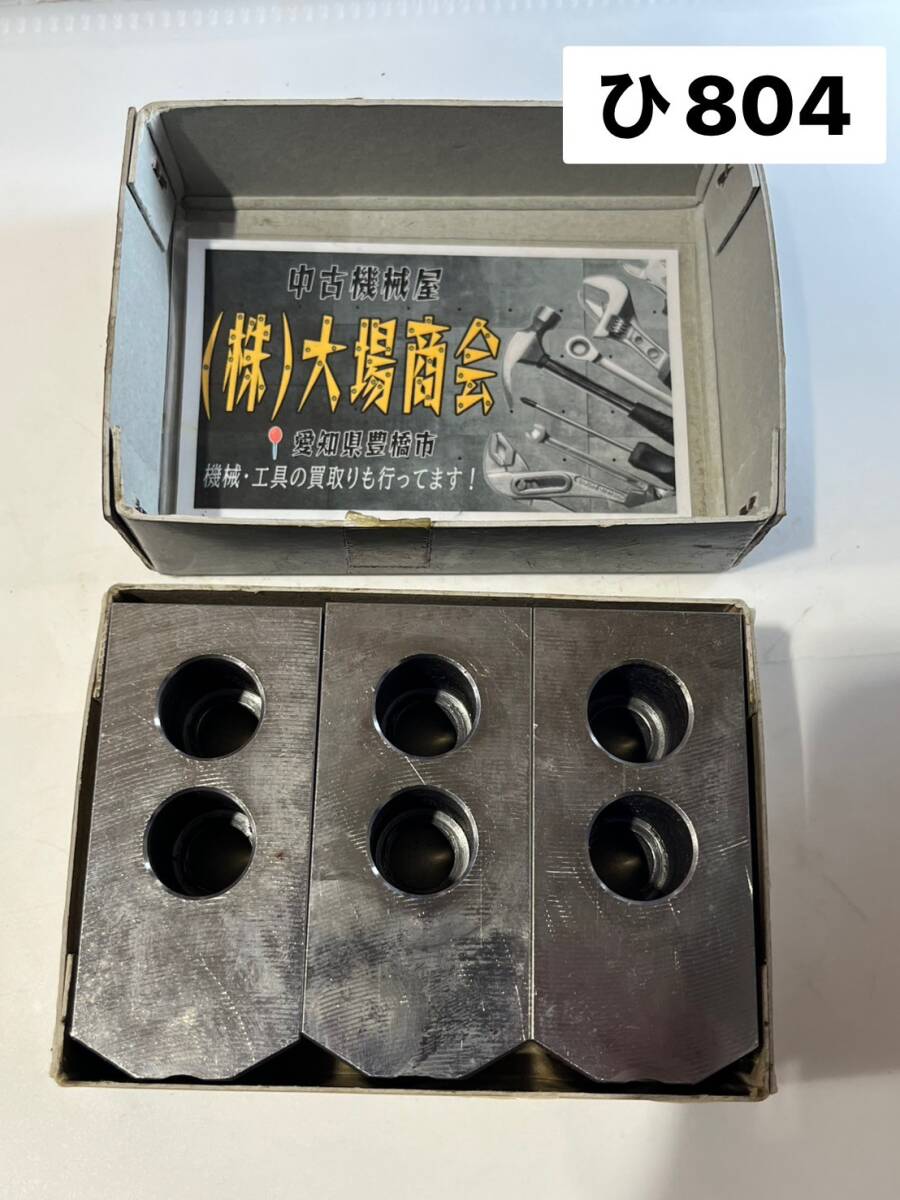 ひ804
中古機械屋
(株)大場商会
愛知県豊橋市
機械・工具の買取りも行ってます!